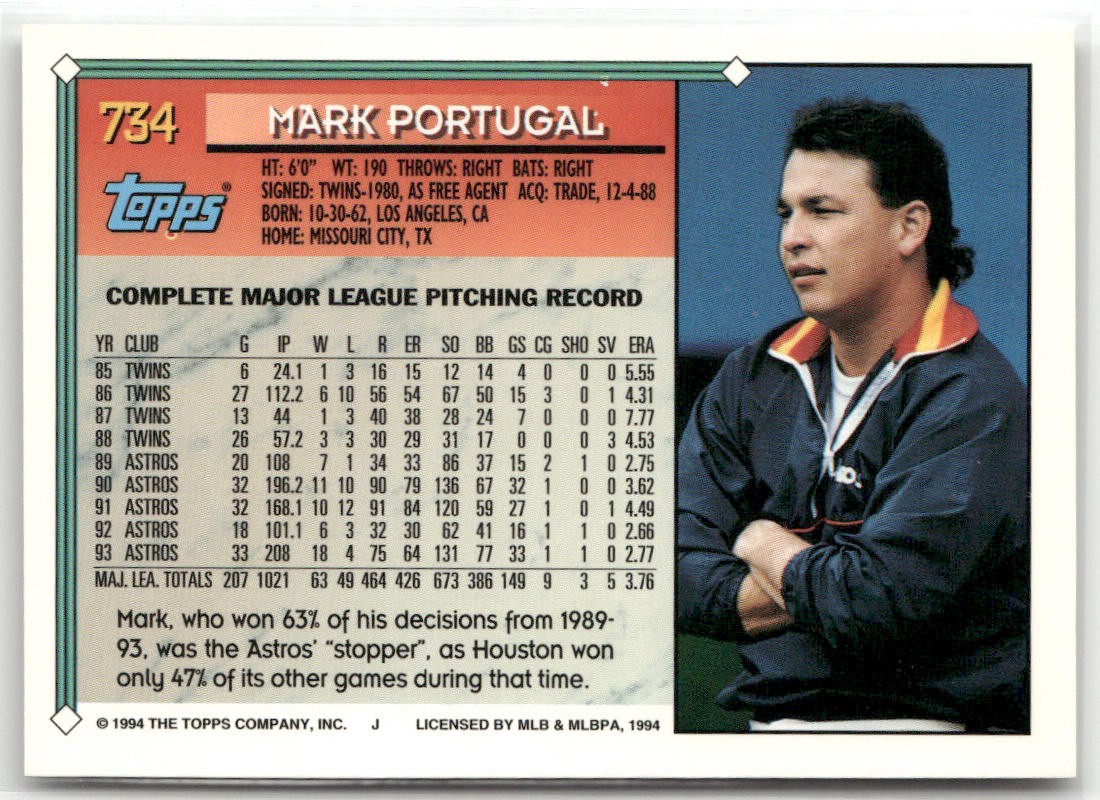 734
MARK PORTUGAL
topps®
HT: 6'0" WT: 190 THROWS: RIGHT BATS: RIGHT
SIGNED: TWINS-1980, AS FREE AGENT ACQ: TRADE, 12-4-88
BORN: 10-30-62, LOS ANGELES, CA
HOME: MISSOURI CITY, TX
COMPLETE MAJOR LEAGUE PITCHING RECORD
YR CLUB G IP W L R ER SO BB GS CG SHO SV ERA
85 TWINS 6 24.1 1 3 16 15 12 14 4 0 0 0 5.55
86 TWINS 27 112.2 6 10 56 54 67 50 15 3 0 1 4.31
87 TWINS 13 44 1 3 40 38 28 24 7 0 0 0 7.77
88 TWINS 26 57.2 3 3 30 29 31 17 0 0 0 3 4.53
89 ASTROS 20 108 7 1 34 33 86 37 15 2 1 0 2.75
90 ASTROS 32 196.2 11 10 90 79 136 67 32 1 0 0 3.62
91 ASTROS 32 168.1 10 12 91 84 120 59 27 1 0 1 4.49
92 ASTROS 18 101.1 6 3 32 30 62 41 16 1 1 0 2.66
93 ASTROS 33 208 18 4 75 64 131 77 33 1 1 0 2.77
MAJ. LEA. TOTALS 207 1021 63 49 464 426 673 386 149 9 3 5 3.76
Mark, who won 63% of his decisions from 1989-
93, was the Astros' "stopper", as Houston won
only 47% of its other games during that time.
© 1994 THE TOPPS COMPANY, INC. J LICENSED BY MLB & MLBPA, 1994